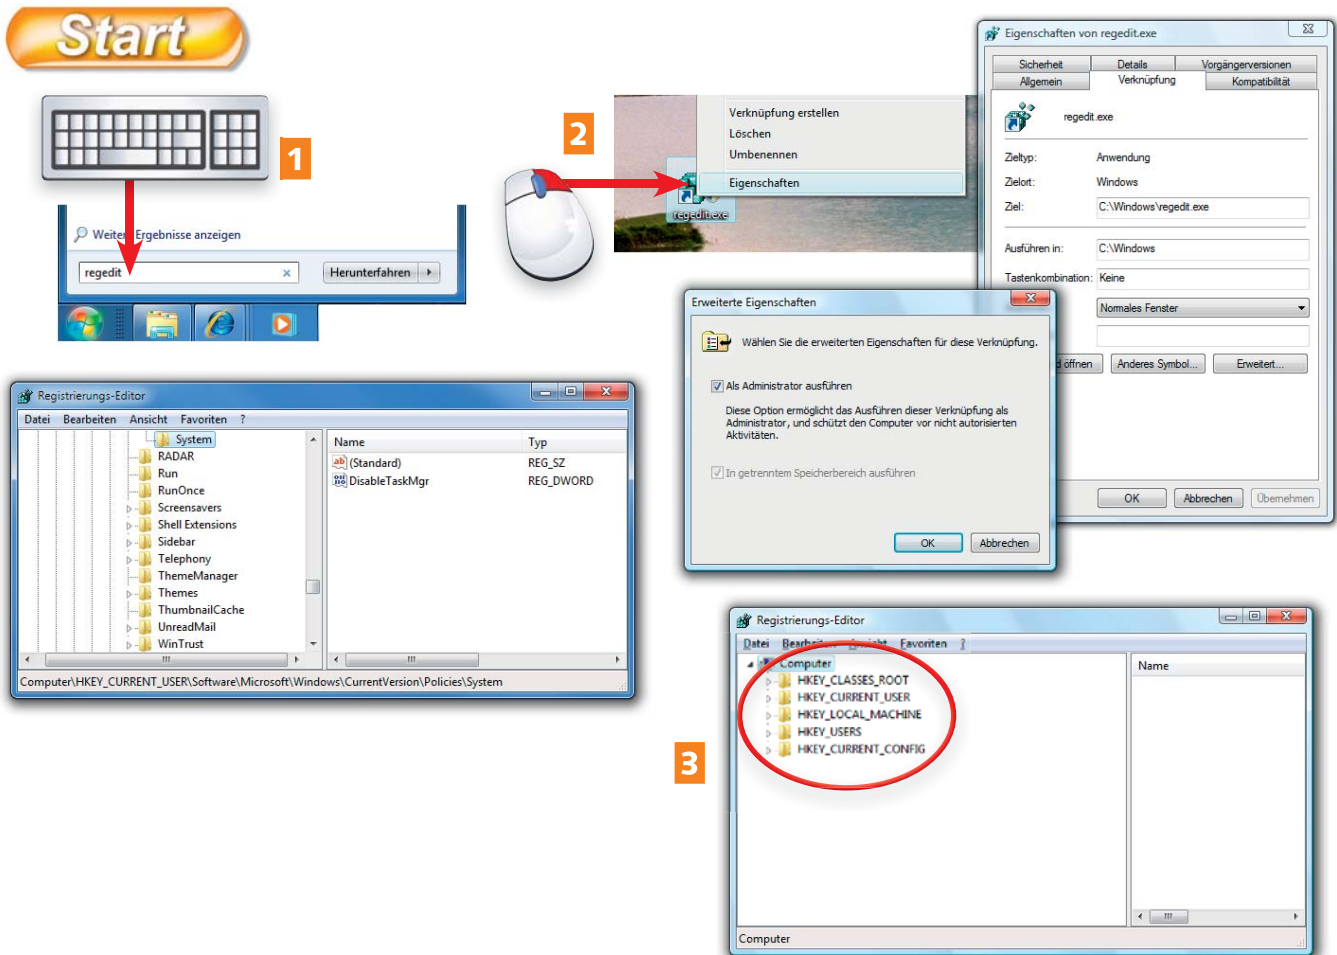 Start
1
Weitere Ergebnisse anzeigen
regedit
Herunterfahren
2
Verknüpfung erstellen
Löschen
Umbenennen
Eigenschaften
regedit.exe
Eigenschaften von regedit.exe
Sicherheit Details Vorgängerversionen
Allgemein Verknüpfung Kompatibilität
regedit.exe
Zieltyp: Anwendung
Zielort: Windows
Ziel: C:\Windows\regedit.exe
Ausführen in: C:\Windows
Tastenkombination: Keine
Normales Fenster
d öffnen Anderes Symbol... Erweitert...
OK Abbrechen Übernehmen
Erweiterte Eigenschaften
Wählen Sie die erweiterten Eigenschaften für diese Verknüpfung.
Als Administrator ausführen
Diese Option ermöglicht das Ausführen dieser Verknüpfung als
Administrator, und schützt den Computer vor nicht autorisierten
Aktivitäten.
In getrenntem Speicherbereich ausführen
OK Abbrechen
Registrierungs-Editor
Datei Bearbeiten Ansicht Favoriten ?
System
RADAR
Run
RunOnce
Screensavers
Shell Extensions
Sidebar
Telephony
ThemeManager
Themes
ThumbnailCache
UnreadMail
WinTrust
Name Typ
(Standard) REG_SZ
DisableTaskMgr REG_DWORD
Computer\HKEY_CURRENT_USER\Software\Microsoft\Windows\CurrentVersion\Policies\System
3
Registrierungs-Editor
Datei Bearbeiten Ansicht Favoriten ?
Computer
HKEY_CLASSES_ROOT
HKEY_CURRENT_USER
HKEY_LOCAL_MACHINE
HKEY_USERS
HKEY_CURRENT_CONFIG
Name
Computer